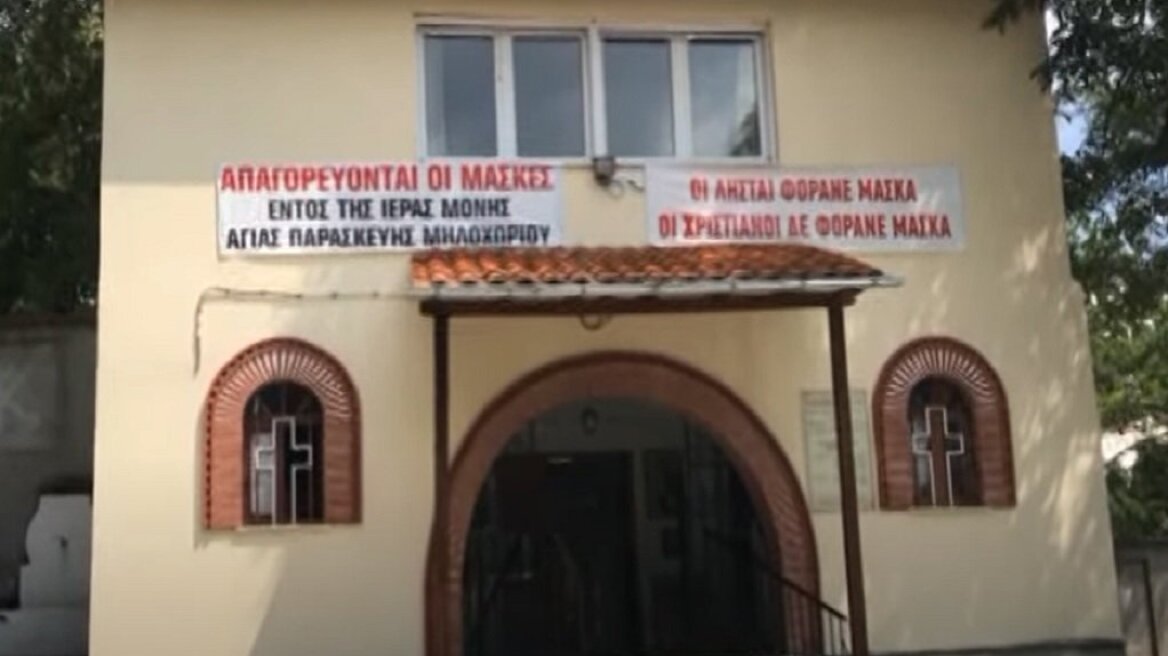 ΑΠΑΓΟΡΕΥΟΝΤΑΙ ΟΙ ΜΑΣΚΕΣ
ΕΝΤΟΣ ΤΗΣ ΙΕΡΑΣ ΜΟΝΗΣ
ΑΓΙΑΣ ΠΑΡΑΣΚΕΥΗΣ ΜΗΛΟΧΩΡΙΟΥ
ΟΙ ΛΗΣΤΑΙ ΦΟΡΑΝΕ ΜΑΣΚΑ
ΟΙ ΧΡΙΣΤΙΑΝΟΙ ΔΕ ΦΟΡΑΝΕ ΜΑΣΚΑ